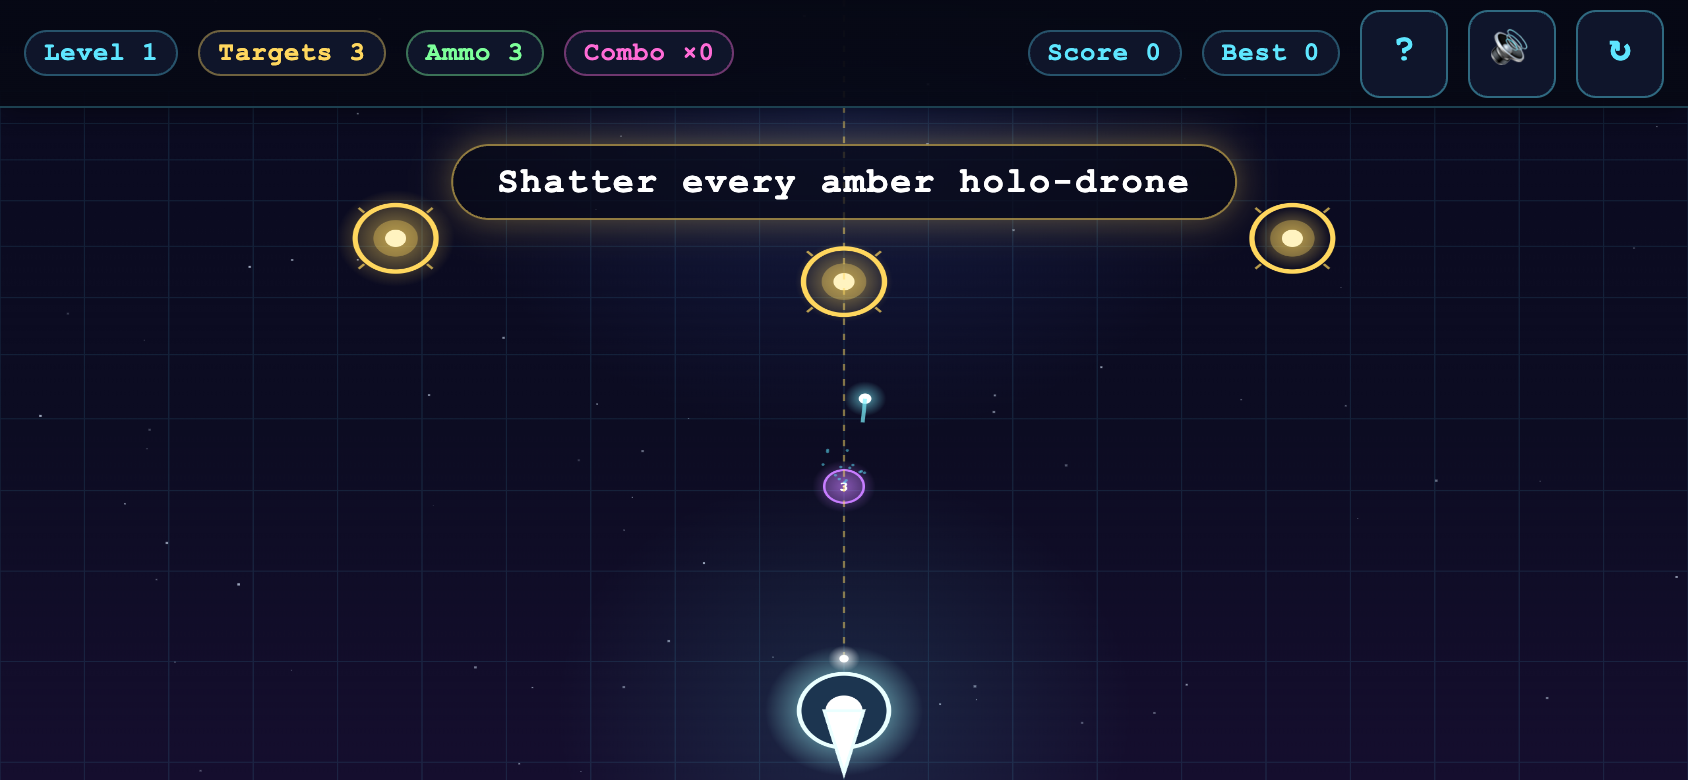 Level 1
Targets 3
Ammo 3
Combo ×0
Score 0
Best 0
?
↻
Shatter every amber holo-drone
3